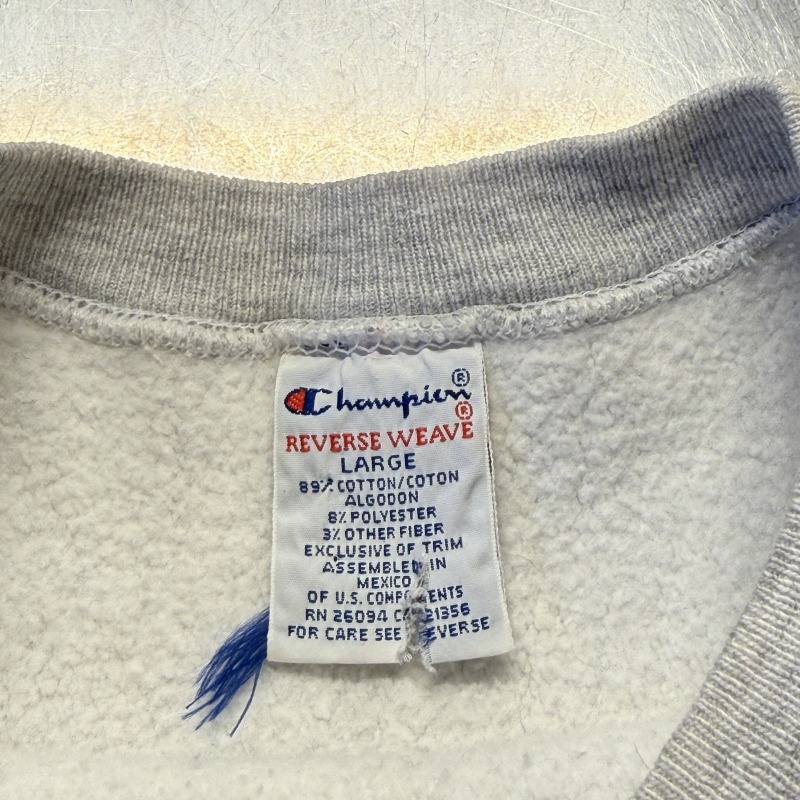 Champion®
REVERSE WEAVE®
LARGE
89% COTTON/COTON
ALGODON
8% POLYESTER
3% OTHER FIBER
EXCLUSIVE OF TRIM
ASSEMBLED IN
MEXICO
OF U.S.
RN 26094
FOR CARE SEE